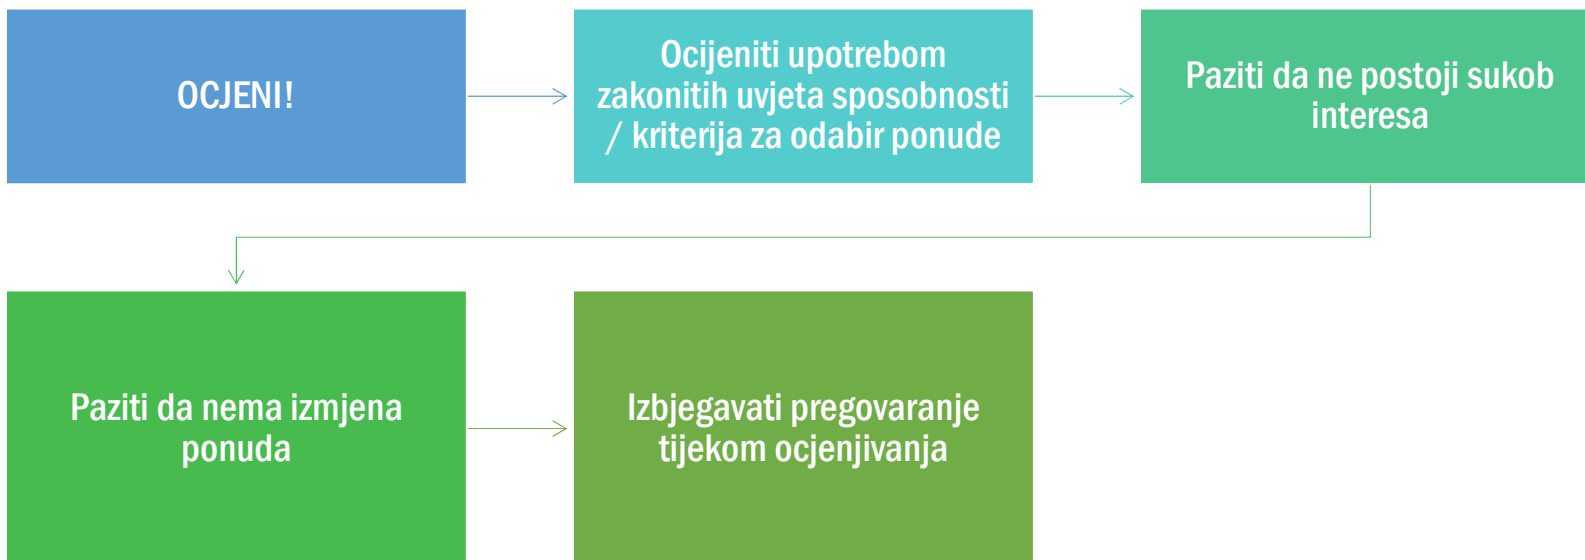 OCJENI!
Ocijeniti upotrebom
zakonitih uvjeta sposobnosti
/ kriterija za odabir ponude
Paziti da ne postoji sukob
interesa
Paziti da nema izmjena
ponuda
Izbjegavati pregovaranje
tijekom ocjenjivanja